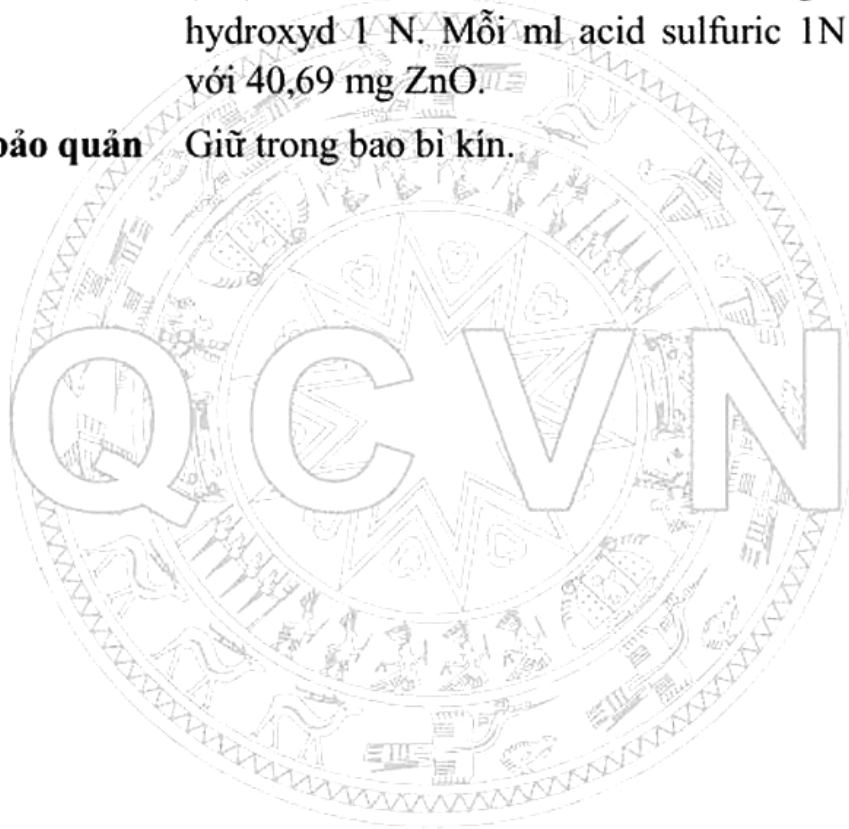 hydroxyd 1 N. Mỗi ml acid sulfuric 1N
với 40,69 mg ZnO.
bảo quản Giữ trong bao bì kín.
QCVN